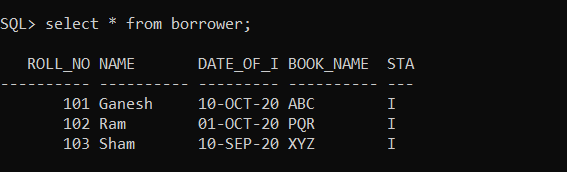 SQL> select * from borrower;
ROLL_NO NAME DATE_OF_I BOOK_NAME STA
---------- ---------- --------- ---------- ---
101 Ganesh 10-OCT-20 ABC I
102 Ram 01-OCT-20 PQR I
103 Sham 10-SEP-20 XYZ I